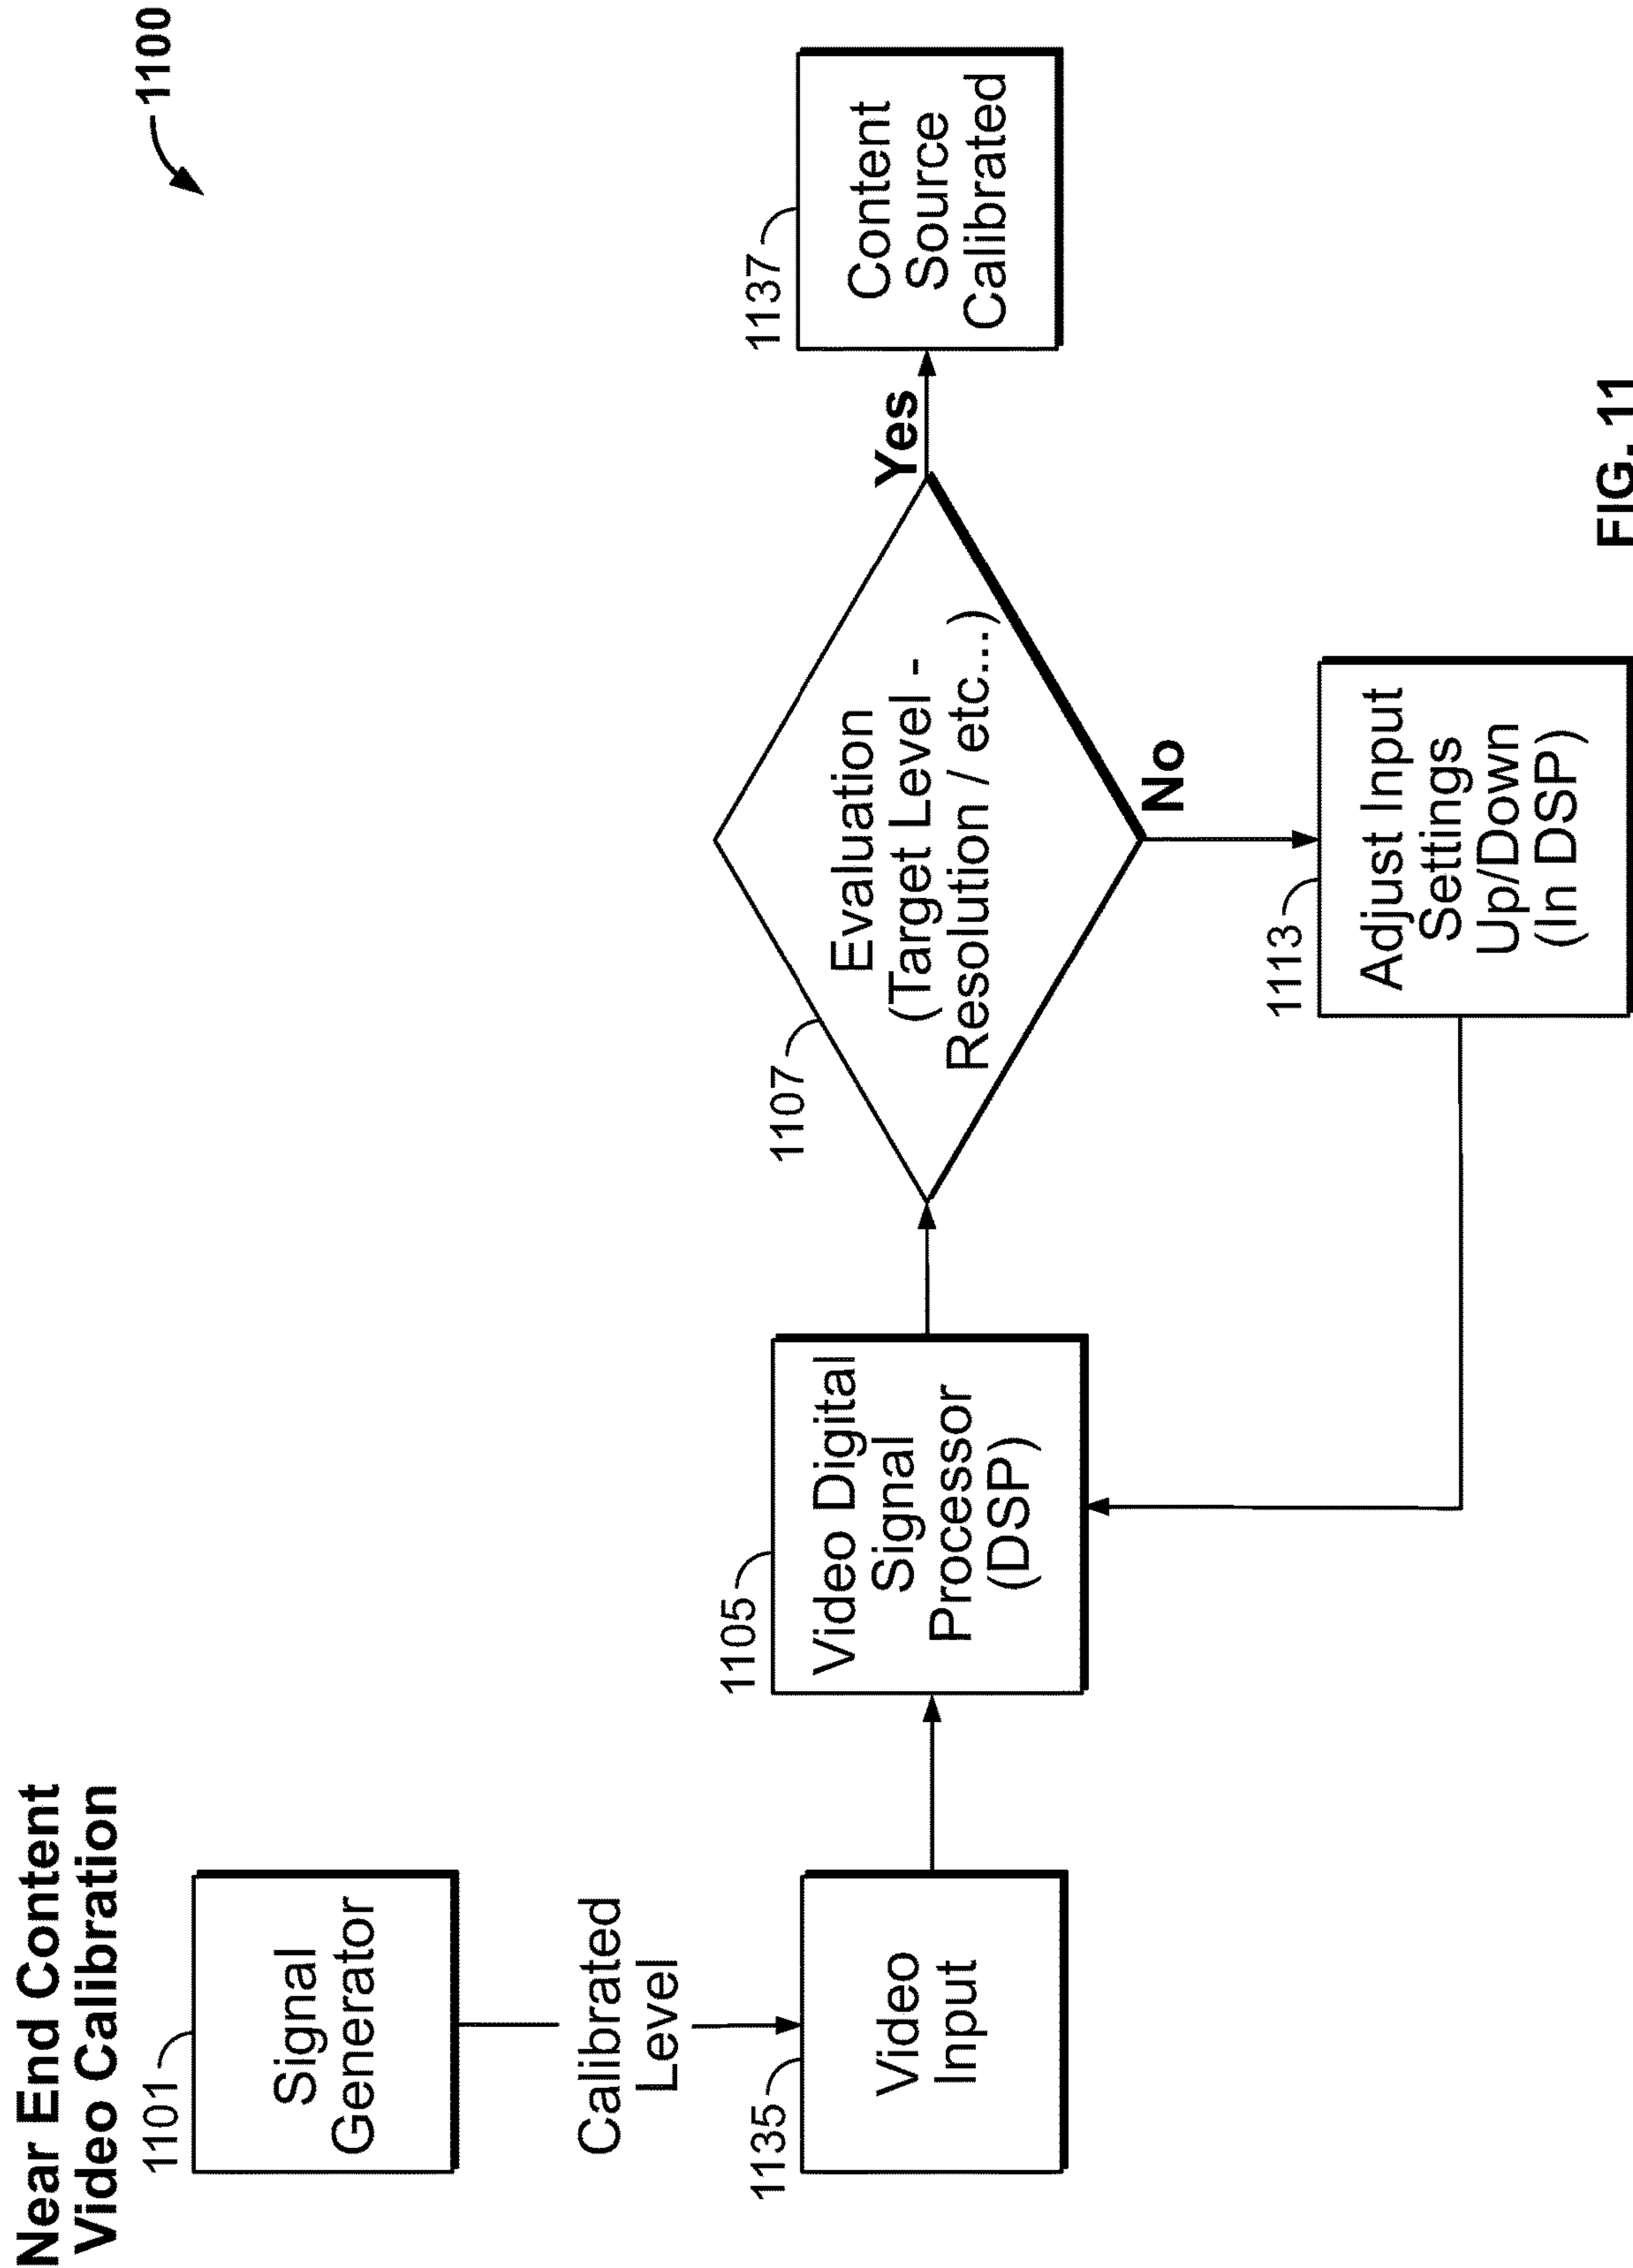 Near End Content
Video Calibration
1100
1101
Signal
Generator
Calibrated
Level
1135
Video
Input
1105
Video Digital
Signal
Processor
(DSP)
1107
Evaluation
(Target Level -
Resolution / etc...)
Yes
1137
Content
Source
Calibrated
No
1113
Adjust Input
Settings
Up/Down
(In DSP)
FIG. 11